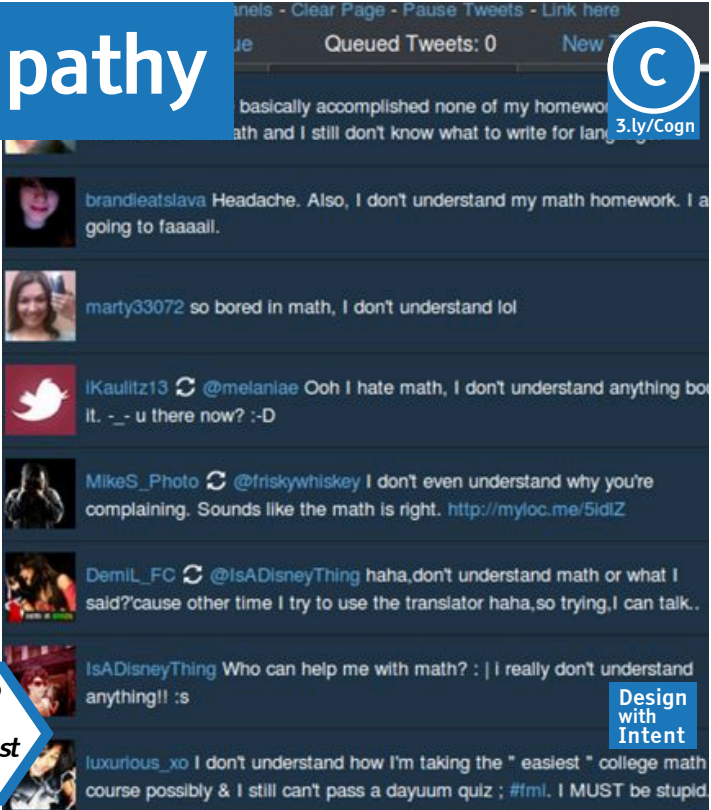 anels - Clear Page - Pause Tweets - Link here
pathy
ue Queued Tweets: 0 New
C
3.ly/Cogn
basically accomplished none of my homewor
ath and I still don't know what to write for lan
brandieatslava Headache. Also, I don't understand my math homework. I a
going to faaaail.
marty33072 so bored in math, I don't understand lol
iKaulitz13 @melaniae Ooh I hate math, I don't understand anything bou
it. -_- u there now? :-D
MikeS_Photo @friskywhiskey I don't even understand why you're
complaining. Sounds like the math is right. http://myloc.me/5idlZ
DemiL_FC @IsADisneyThing haha,don't understand math or what I
said?'cause other time I try to use the translator haha,so trying,I can talk..
IsADisneyThing Who can help me with math? : | i really don't understand
anything!! :s
Design
with
Intent
st
luxurious_xo I don't understand how I'm taking the " easiest " college math
course possibly & I still can't pass a dayuum quiz ; #fml. I MUST be stupid.